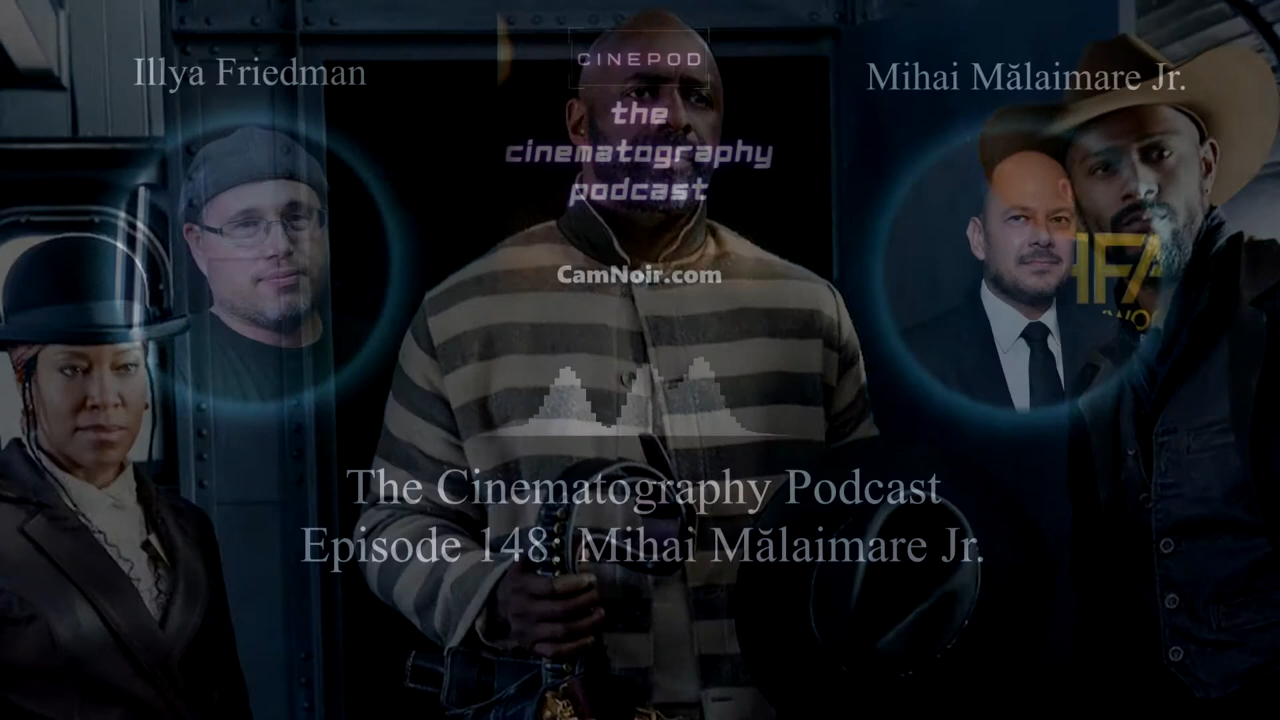 Illya Friedman
CINEPOD
Mihai Mălaimare Jr.
the
cinematography
podcast
CamNoir.com
HFA
The Cinematography Podcast
Episode 148: Mihai Mălaimare Jr.